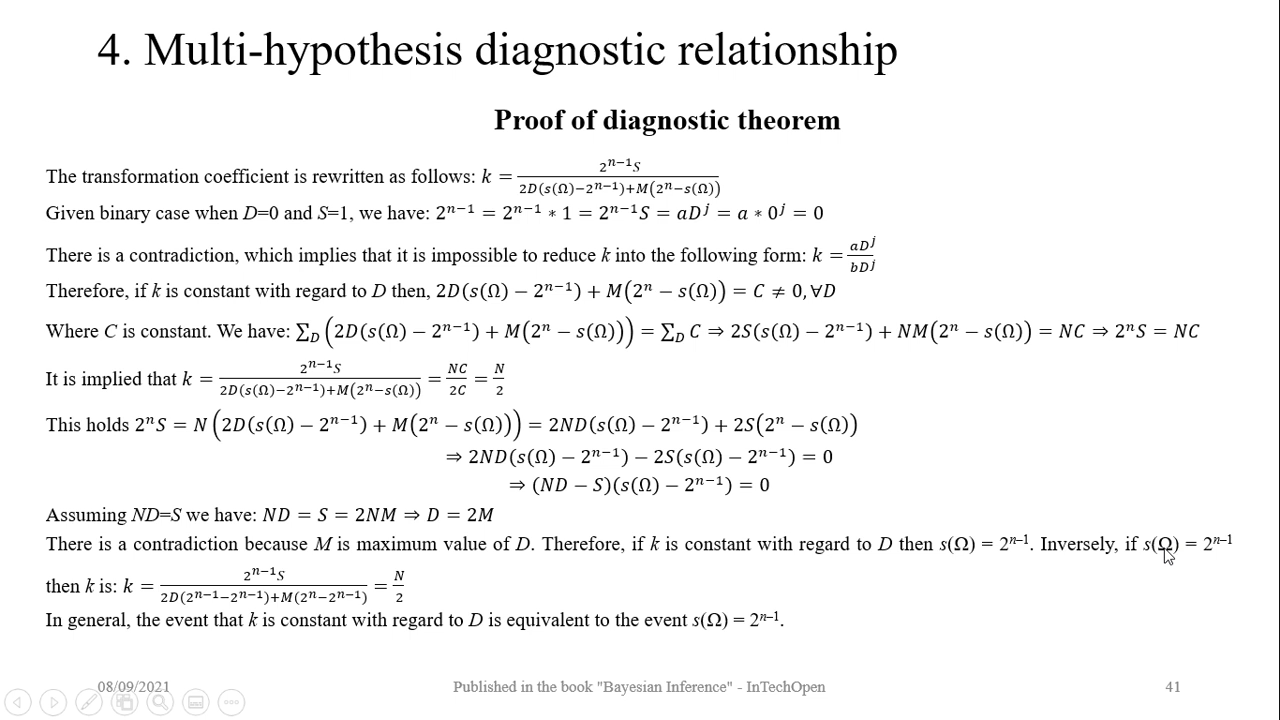 4. Multi-hypothesis diagnostic relationship
Proof of diagnostic theorem
The transformation coefficient is rewritten as follows: k = \frac{2^{n−1}S}{2D(s(Ω)−2^{n−1})+M(2^n−s(Ω))}
Given binary case when D=0 and S=1, we have: 2^{n−1} = 2^{n−1} * 1 = 2^{n−1}S = aD^j = a * 0^j = 0
There is a contradiction, which implies that it is impossible to reduce k into the following form: k = \frac{aD^j}{bD^j}
Therefore, if k is constant with regard to D then, 2D(s(Ω) − 2^{n−1}) + M(2^n − s(Ω)) = C ≠ 0, ∀D
Where C is constant. We have: ∑_D (2D(s(Ω) − 2^{n−1}) + M(2^n − s(Ω))) = ∑_D C ⇒ 2S(s(Ω) − 2^{n−1}) + NM(2^n − s(Ω)) = NC ⇒ 2^n S = NC
It is implied that k = \frac{2^{n−1}S}{2D(s(Ω)−2^{n−1})+M(2^n−s(Ω))} = \frac{NC}{2C} = \frac{N}{2}
This holds 2^n S = N (2D(s(Ω) − 2^{n−1}) + M(2^n − s(Ω))) = 2ND(s(Ω) − 2^{n−1}) + 2S(2^n − s(Ω))
⇒ 2ND(s(Ω) − 2^{n−1}) − 2S(s(Ω) − 2^{n−1}) = 0
⇒ (ND − S)(s(Ω) − 2^{n−1}) = 0
Assuming ND=S we have: ND = S = 2NM ⇒ D = 2M
There is a contradiction because M is maximum value of D. Therefore, if k is constant with regard to D then s(Ω) = 2^{n–1}. Inversely, if s(Ω) = 2^{n–1}
then k is: k = \frac{2^{n−1}S}{2D(2^{n−1}−2^{n−1})+M(2^n−2^{n−1})} = \frac{N}{2}
In general, the event that k is constant with regard to D is equivalent to the event s(Ω) = 2^{n–1}.
08/09/2021
Published in the book "Bayesian Inference" - InTechOpen
41